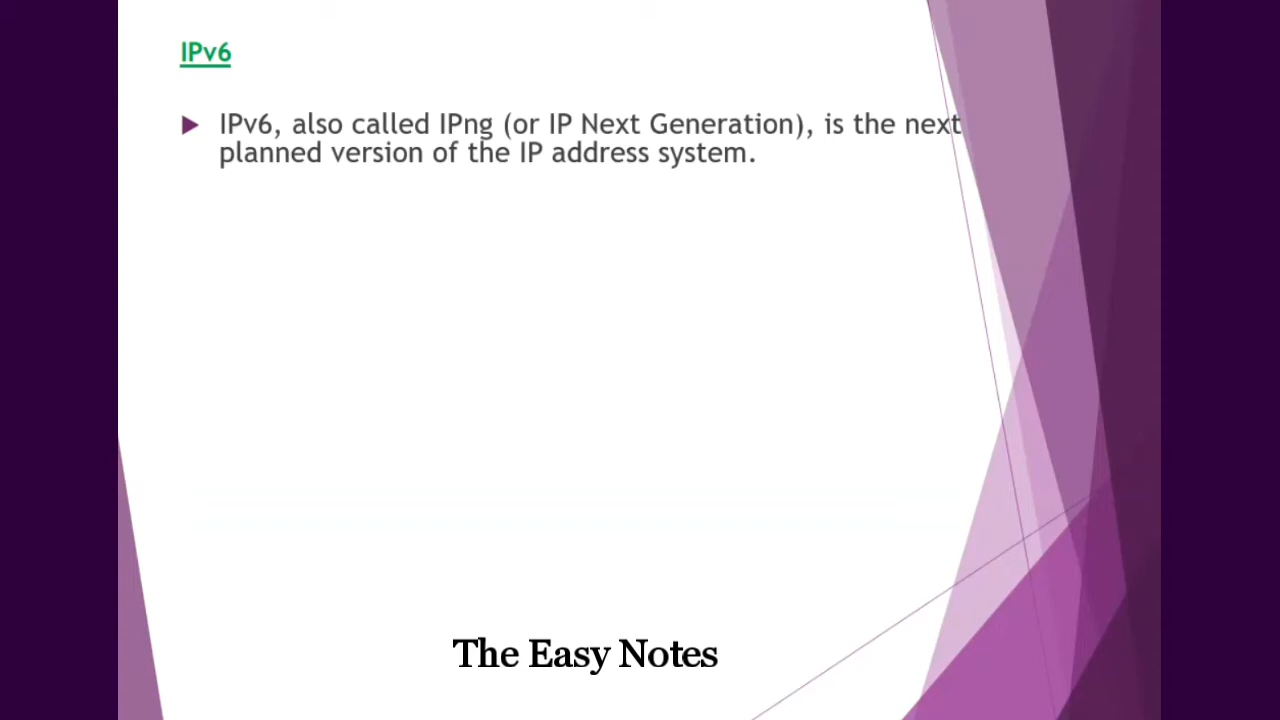 IPv6
IPv6, also called IPng (or IP Next Generation), is the next
planned version of the IP address system.
The Easy Notes